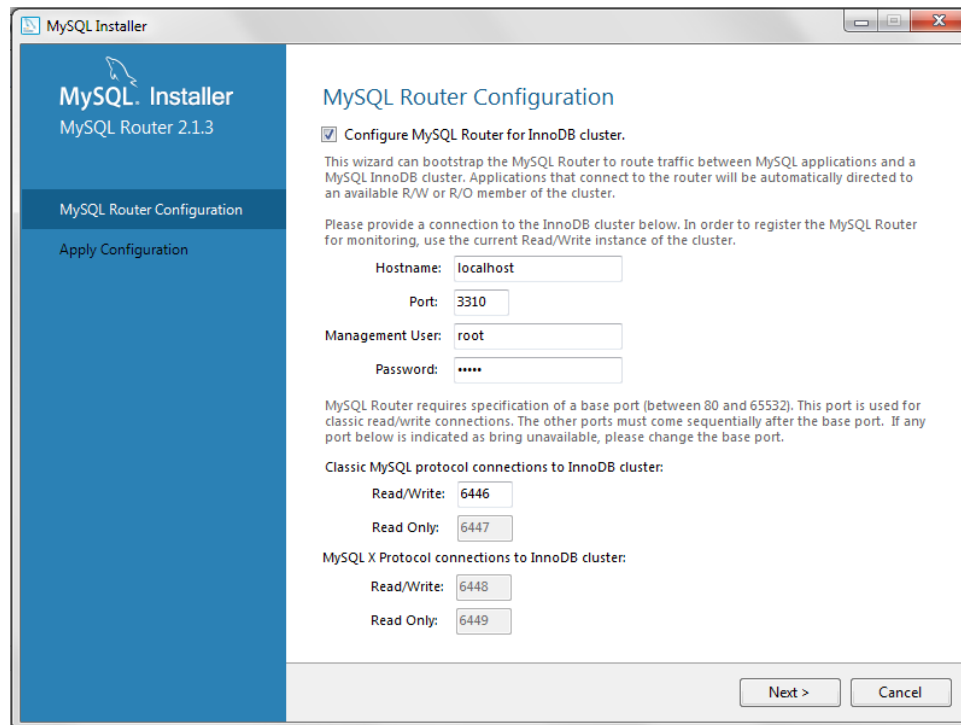 MySQL Installer
MySQL. Installer
MySQL Router 2.1.3
MySQL Router Configuration
Apply Configuration
MySQL Router Configuration
Configure MySQL Router for InnoDB cluster.
This wizard can bootstrap the MySQL Router to route traffic between MySQL applications and a
MySQL InnoDB cluster. Applications that connect to the router will be automatically directed to
an available R/W or R/O member of the cluster.
Please provide a connection to the InnoDB cluster below. In order to register the MySQL Router
for monitoring, use the current Read/Write instance of the cluster.
Hostname: localhost
Port: 3310
Management User: root
Password: •••••
MySQL Router requires specification of a base port (between 80 and 65532). This port is used for
classic read/write connections. The other ports must come sequentially after the base port. If any
port below is indicated as bring unavailable, please change the base port.
Classic MySQL protocol connections to InnoDB cluster:
Read/Write: 6446
Read Only: 6447
MySQL X Protocol connections to InnoDB cluster:
Read/Write: 6448
Read Only: 6449
Next > Cancel